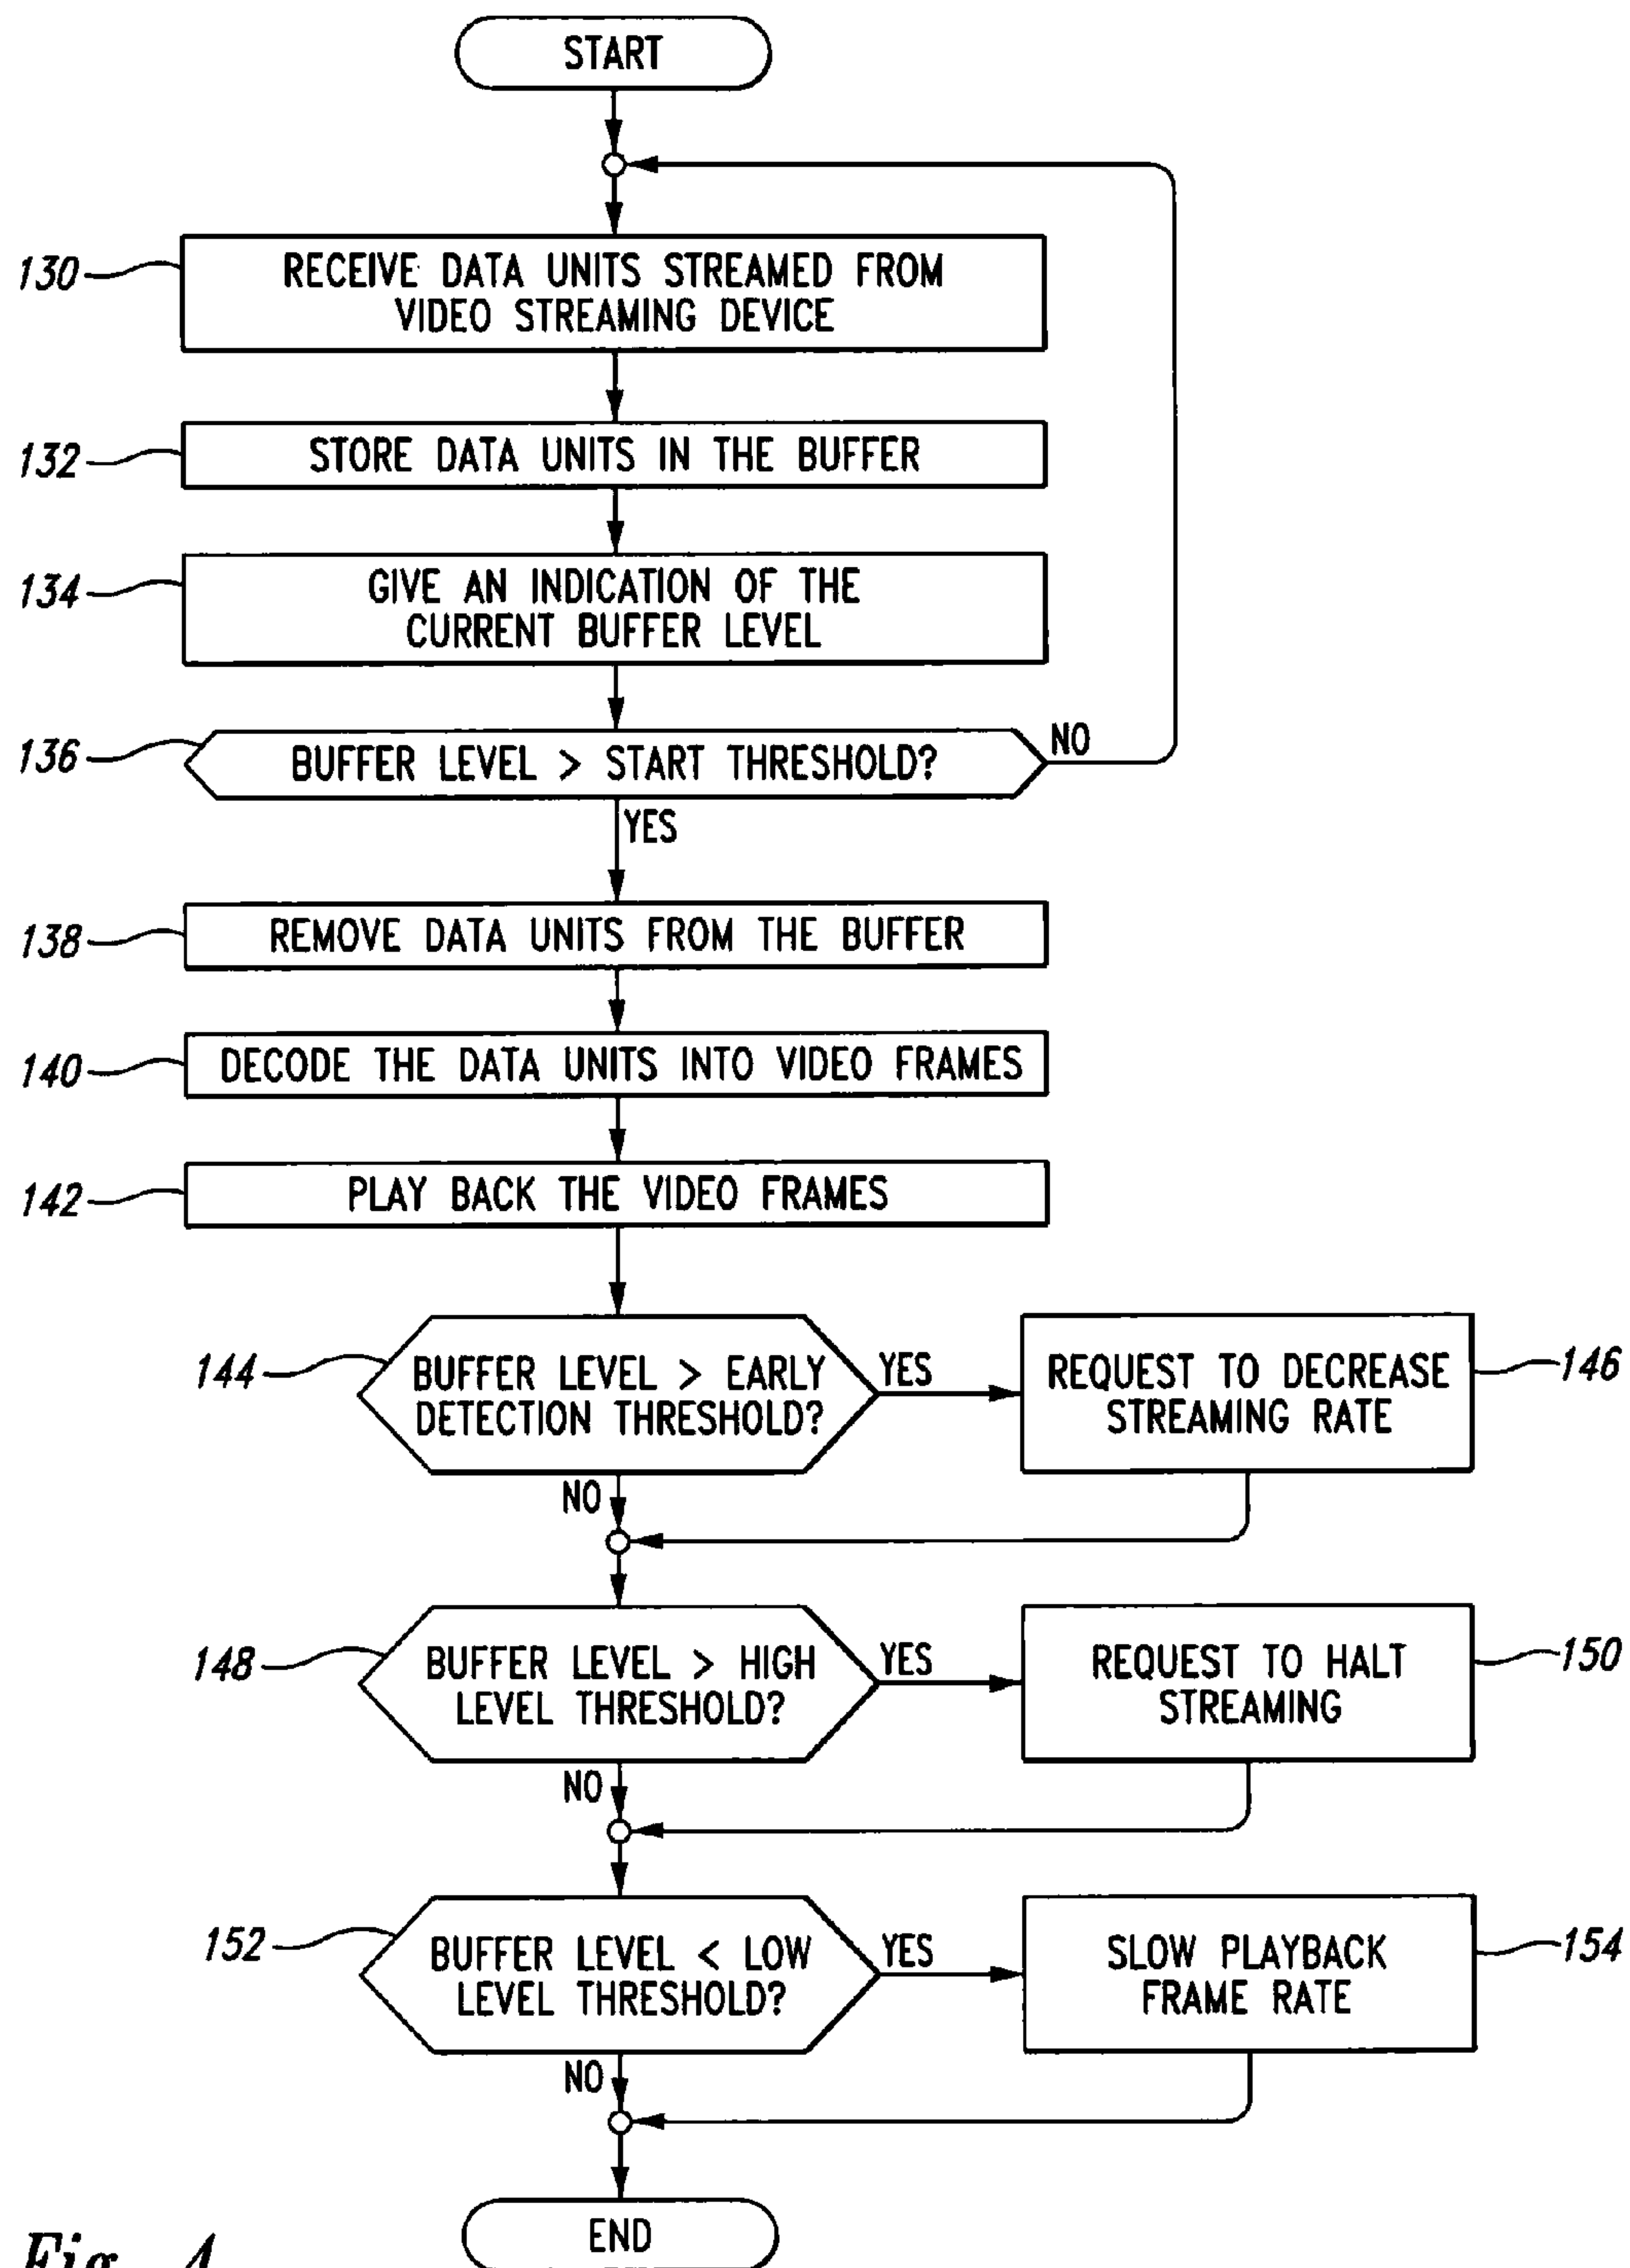 START
130
RECEIVE DATA UNITS STREAMED FROM
VIDEO STREAMING DEVICE
132
STORE DATA UNITS IN THE BUFFER
134
GIVE AN INDICATION OF THE
CURRENT BUFFER LEVEL
136
BUFFER LEVEL > START THRESHOLD?
NO
YES
138
REMOVE DATA UNITS FROM THE BUFFER
140
DECODE THE DATA UNITS INTO VIDEO FRAMES
142
PLAY BACK THE VIDEO FRAMES
144
BUFFER LEVEL > EARLY
DETECTION THRESHOLD?
YES
REQUEST TO DECREASE
STREAMING RATE
146
NO
148
BUFFER LEVEL > HIGH
LEVEL THRESHOLD?
YES
REQUEST TO HALT
STREAMING
150
NO
152
BUFFER LEVEL < LOW
LEVEL THRESHOLD?
YES
SLOW PLAYBACK
FRAME RATE
154
NO
END
Fig. 4